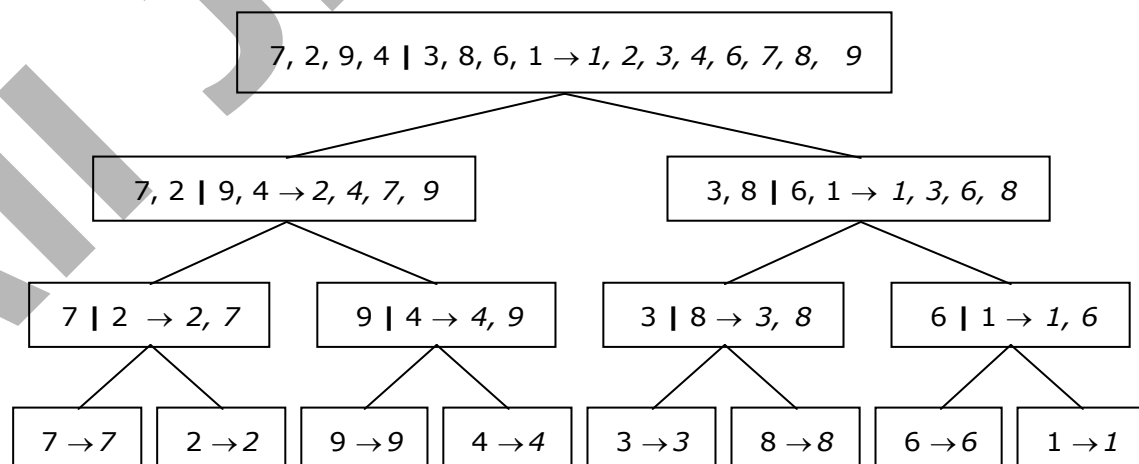 7, 2, 9, 4 | 3, 8, 6, 1 → 1, 2, 3, 4, 6, 7, 8, 9
7, 2 | 9, 4 → 2, 4, 7, 9
3, 8 | 6, 1 → 1, 3, 6, 8
7 | 2 → 2, 7
9 | 4 → 4, 9
3 | 8 → 3, 8
6 | 1 → 1, 6
7 → 7
2 → 2
9 → 9
4 → 4
3 → 3
8 → 8
6 → 6
1 → 1